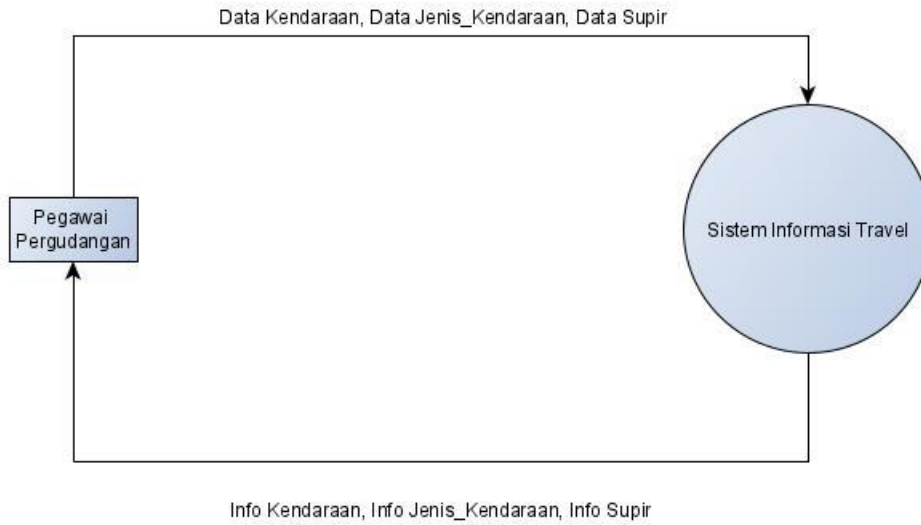 Data Kendaraan, Data Jenis_Kendaraan, Data Supir
Pegawai
Pergudangan
Sistem Informasi Travel
Info Kendaraan, Info Jenis_Kendaraan, Info Supir